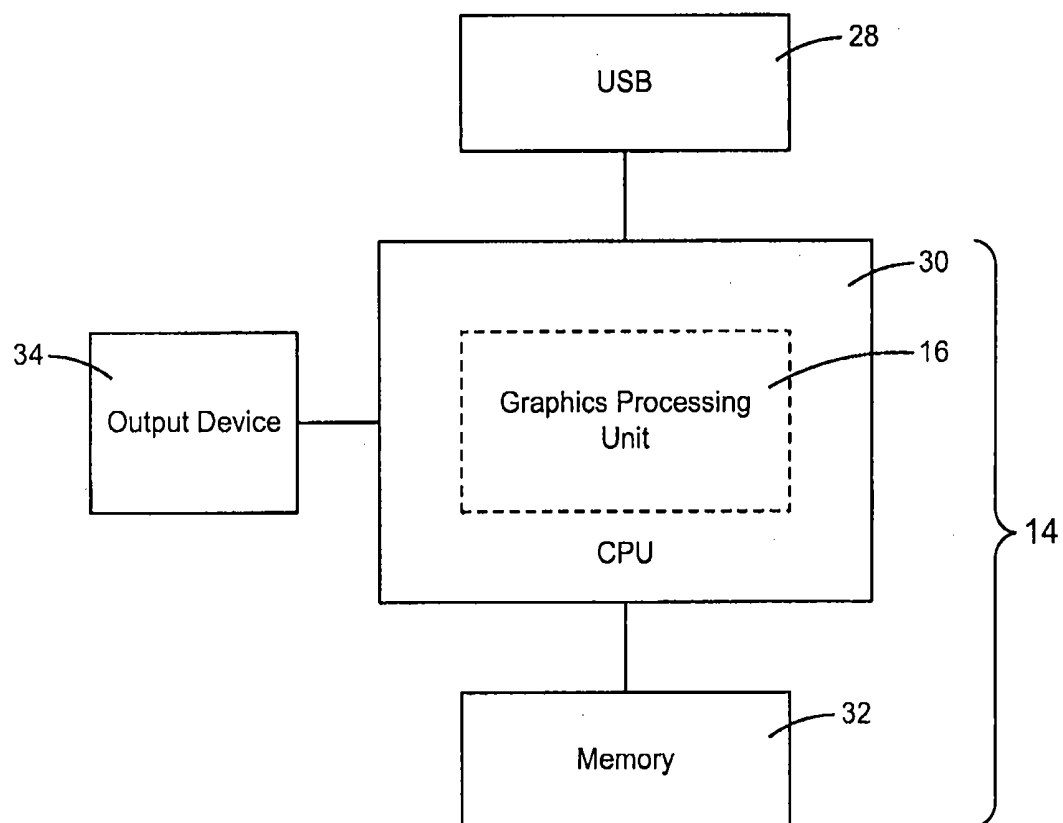 28
USB
30
34
16
Output Device
Graphics Processing
Unit
14
CPU
32
Memory